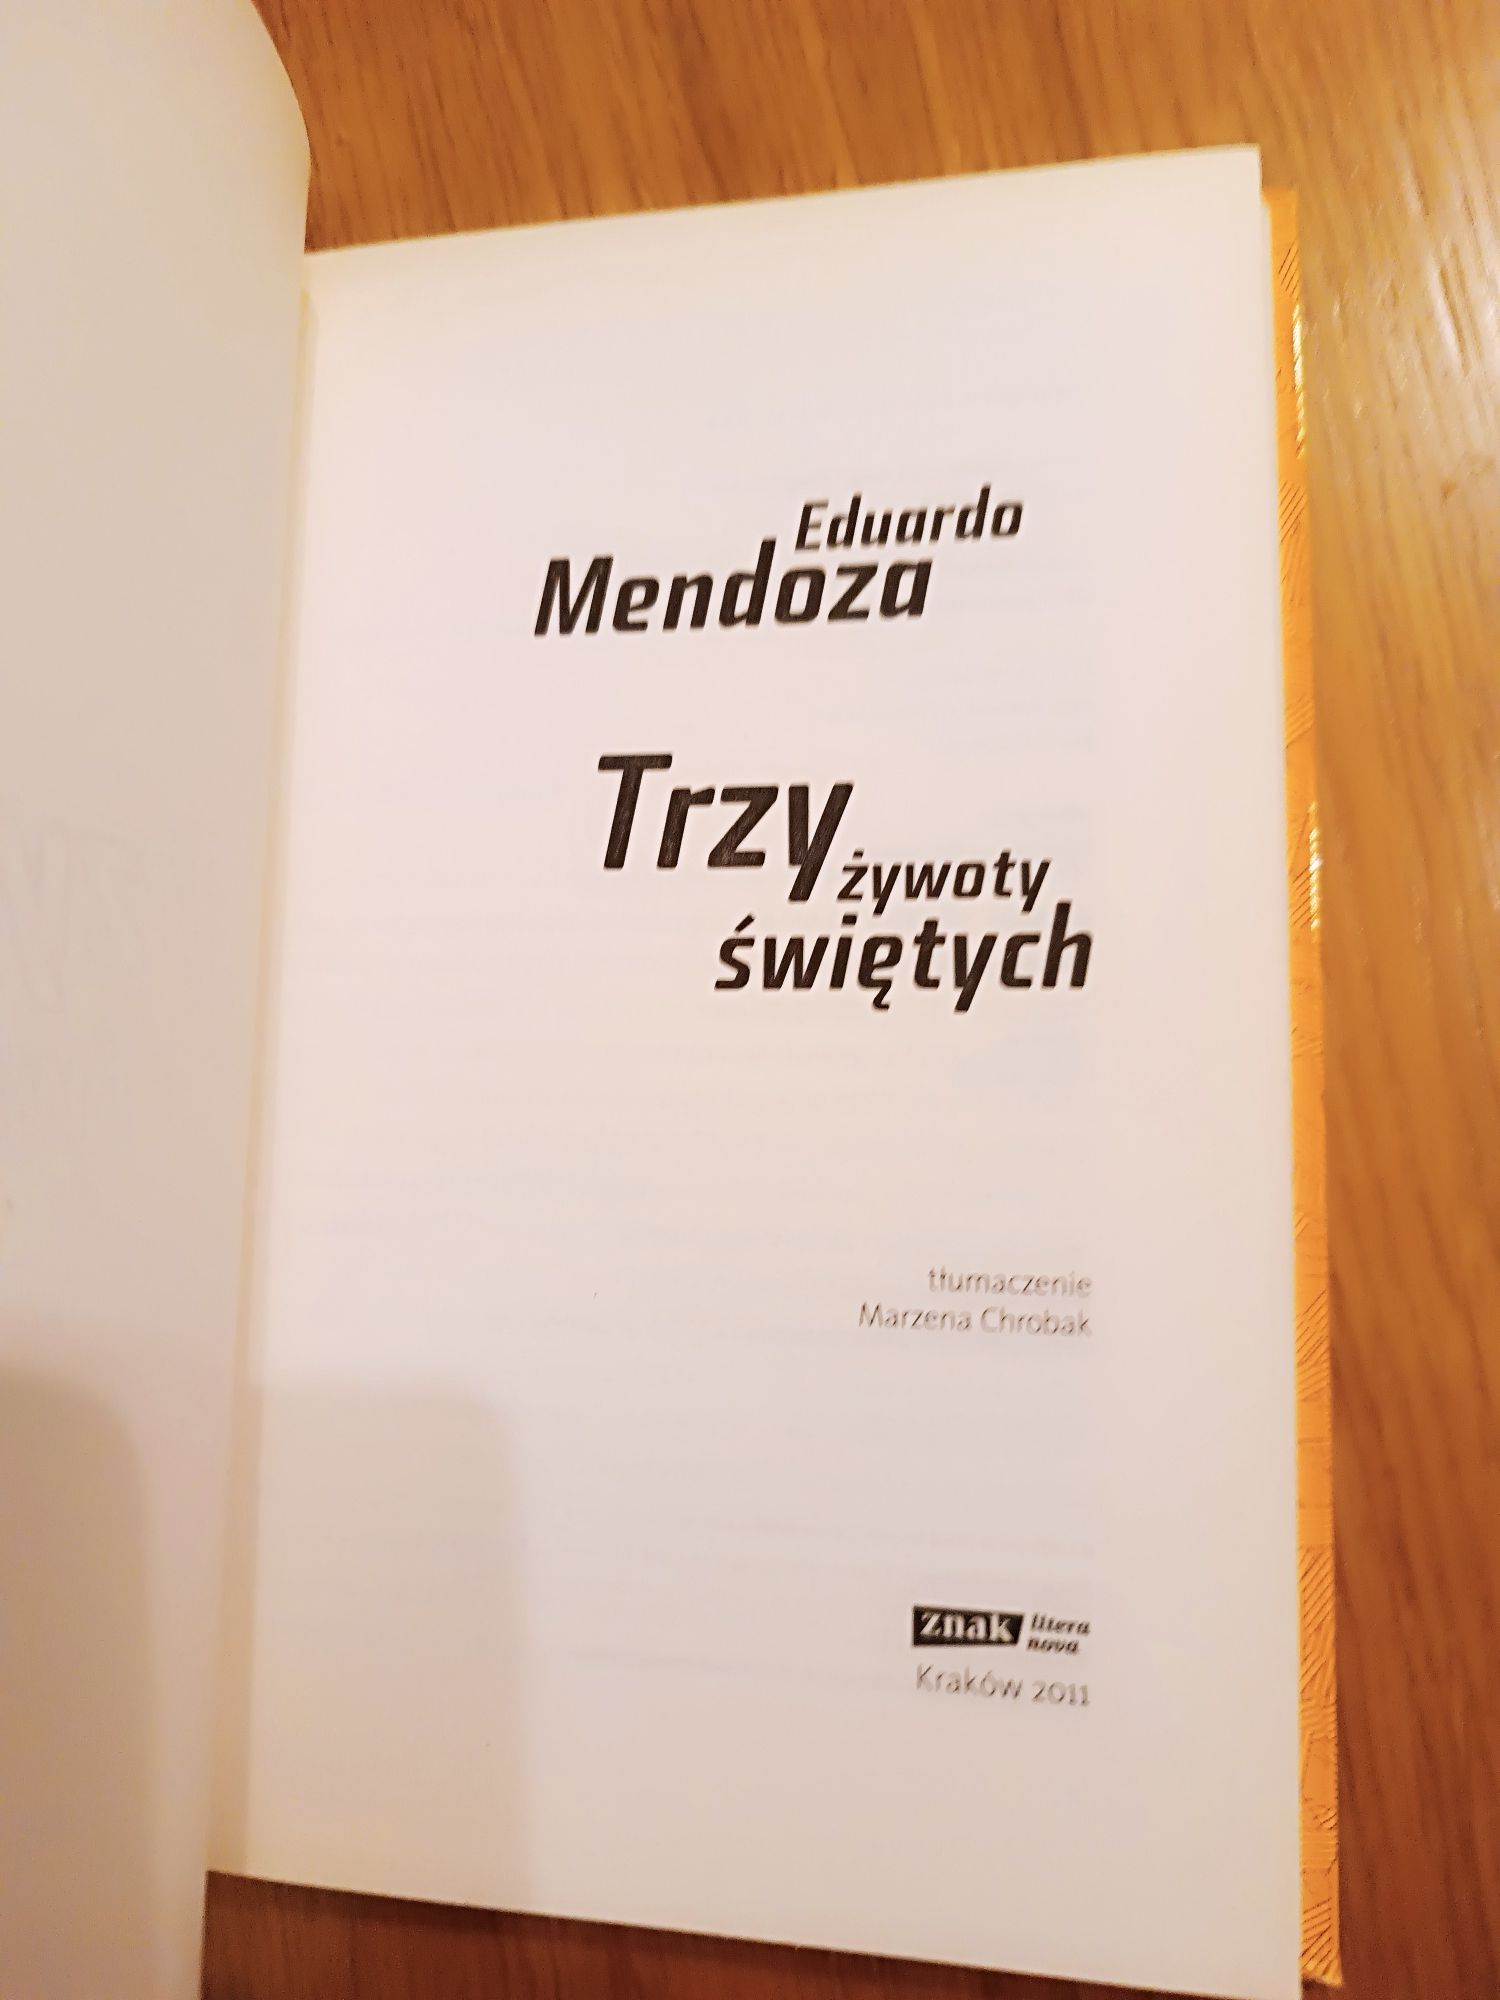 Eduardo
Mendoza
Trzy
żywoty
świętych
tłumaczenie
Marzena Chrobak
znak litera
nova
Kraków 2011